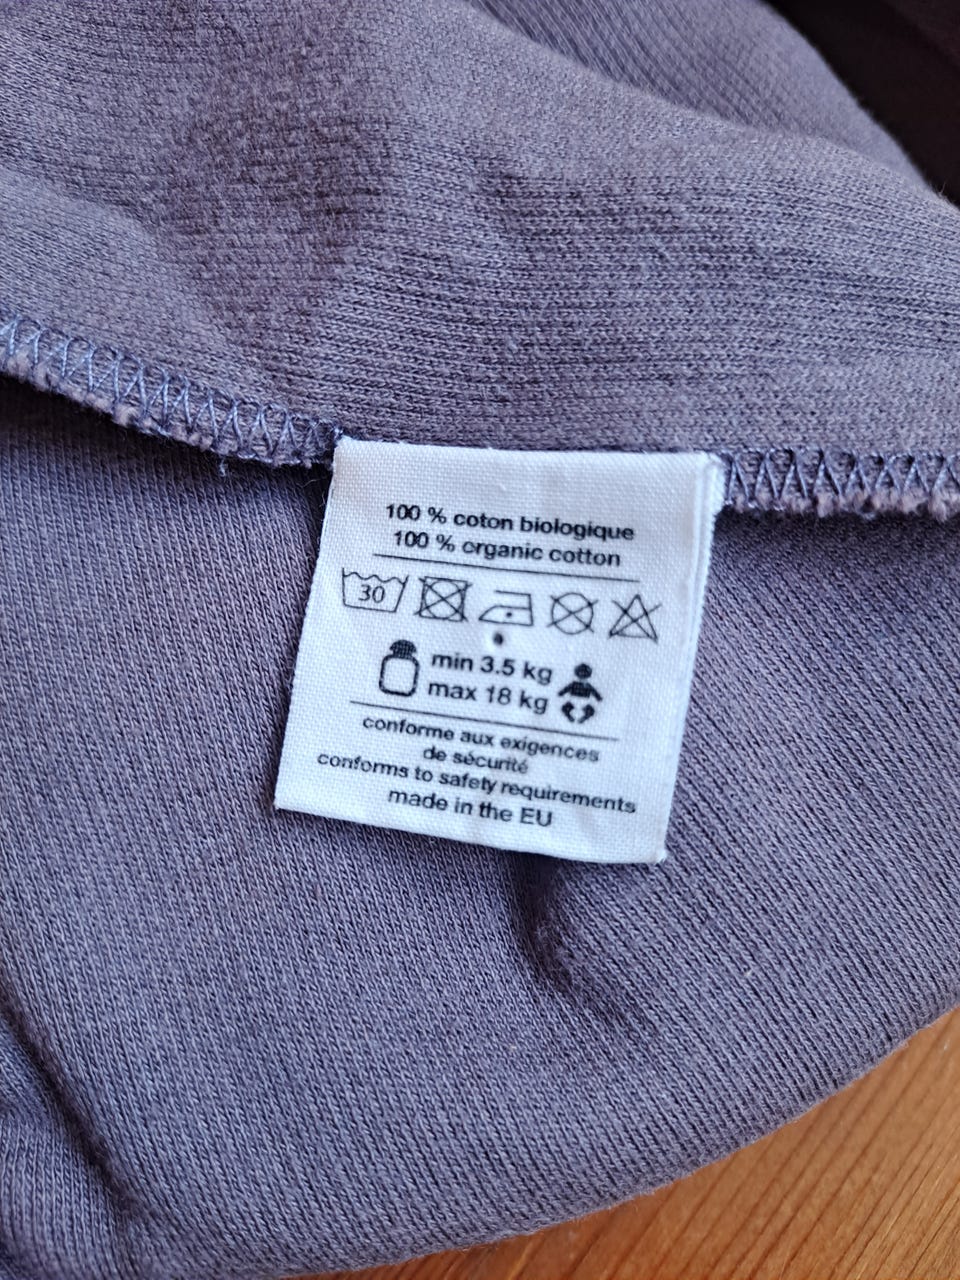 100 % coton biologique
100 % organic cotton
30
min 3.5 kg
max 18 kg
conforme aux exigences
de sécurité
conforms to safety requirements
made in the EU